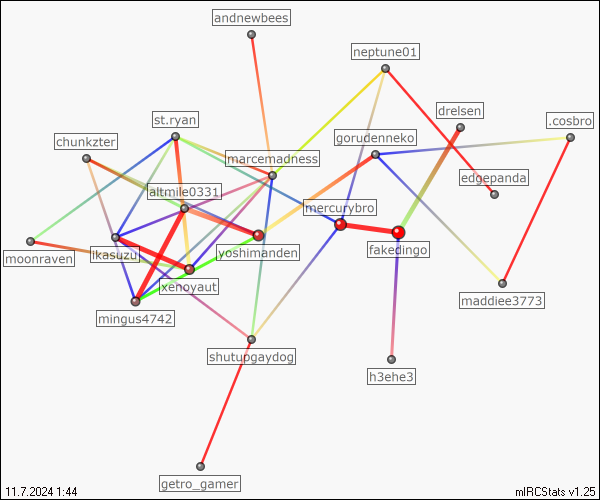 andnewbees
neptune01
drelsen
st.ryan
.cosbro
chunkzter
gorudenneko
marcemadness
edgepanda
altmile0331
mercurybro
fakedingo
moonraven
ikasuzu
yoshimanden
xenoyaut
maddiee3773
mingus4742
shutupgaydog
h3ehe3
getro_gamer
11.7.2024 1:44
mIRCStats v1.25